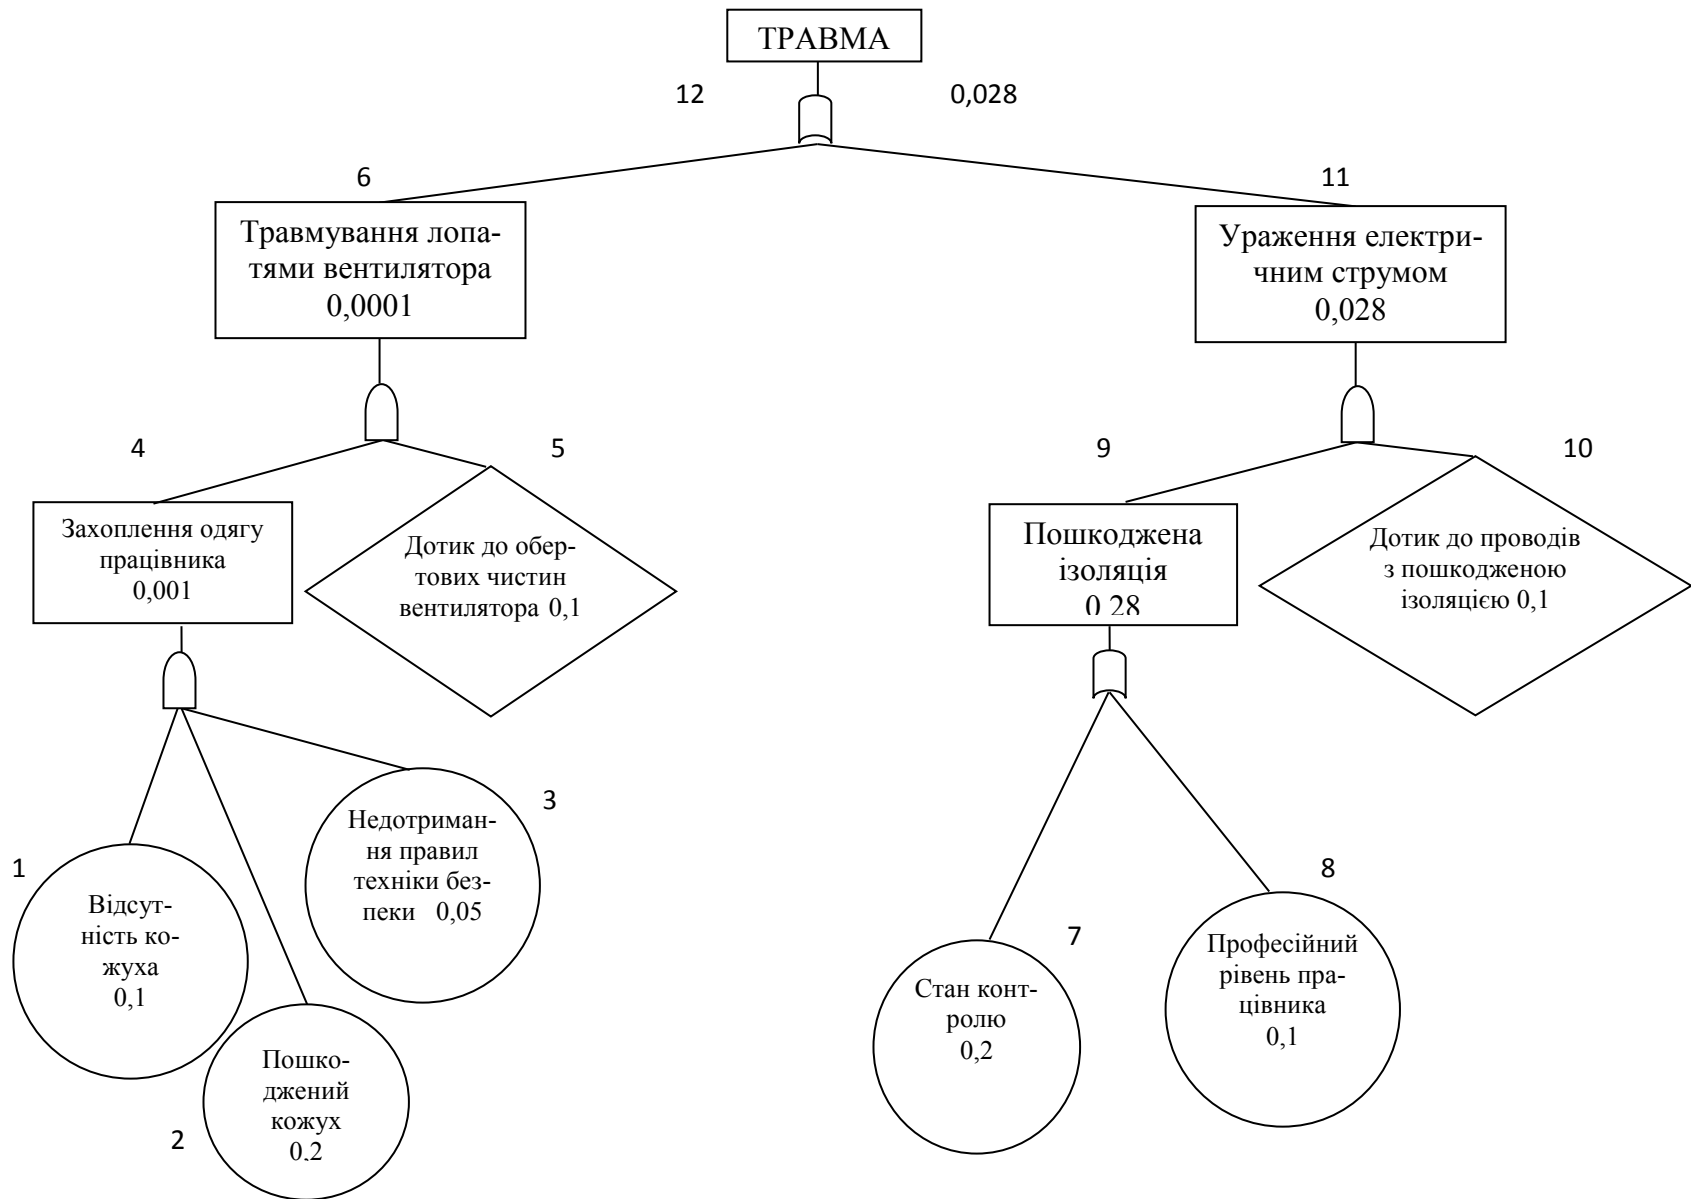 ТРАВМА
12
0,028
6
11
Травмування лопа-
тями вентилятора
0,0001
Ураження електри-
чним струмом
0,028
4
5
9
10
Захоплення одягу
працівника
0,001
Дотик до обер-
тових чистин
вентилятора 0,1
Пошкоджена
ізоляція
0 28
Дотик до проводів
з пошкодженою
ізоляцією 0,1
3
Недотриман-
ня правил
техніки без-
пеки 0,05
1
Відсут-
ність ко-
жуха
0,1
2
Пошко-
джений
кожух
0,2
7
Стан конт-
ролю
0,2
8
Професійний
рівень пра-
цівника
0,1